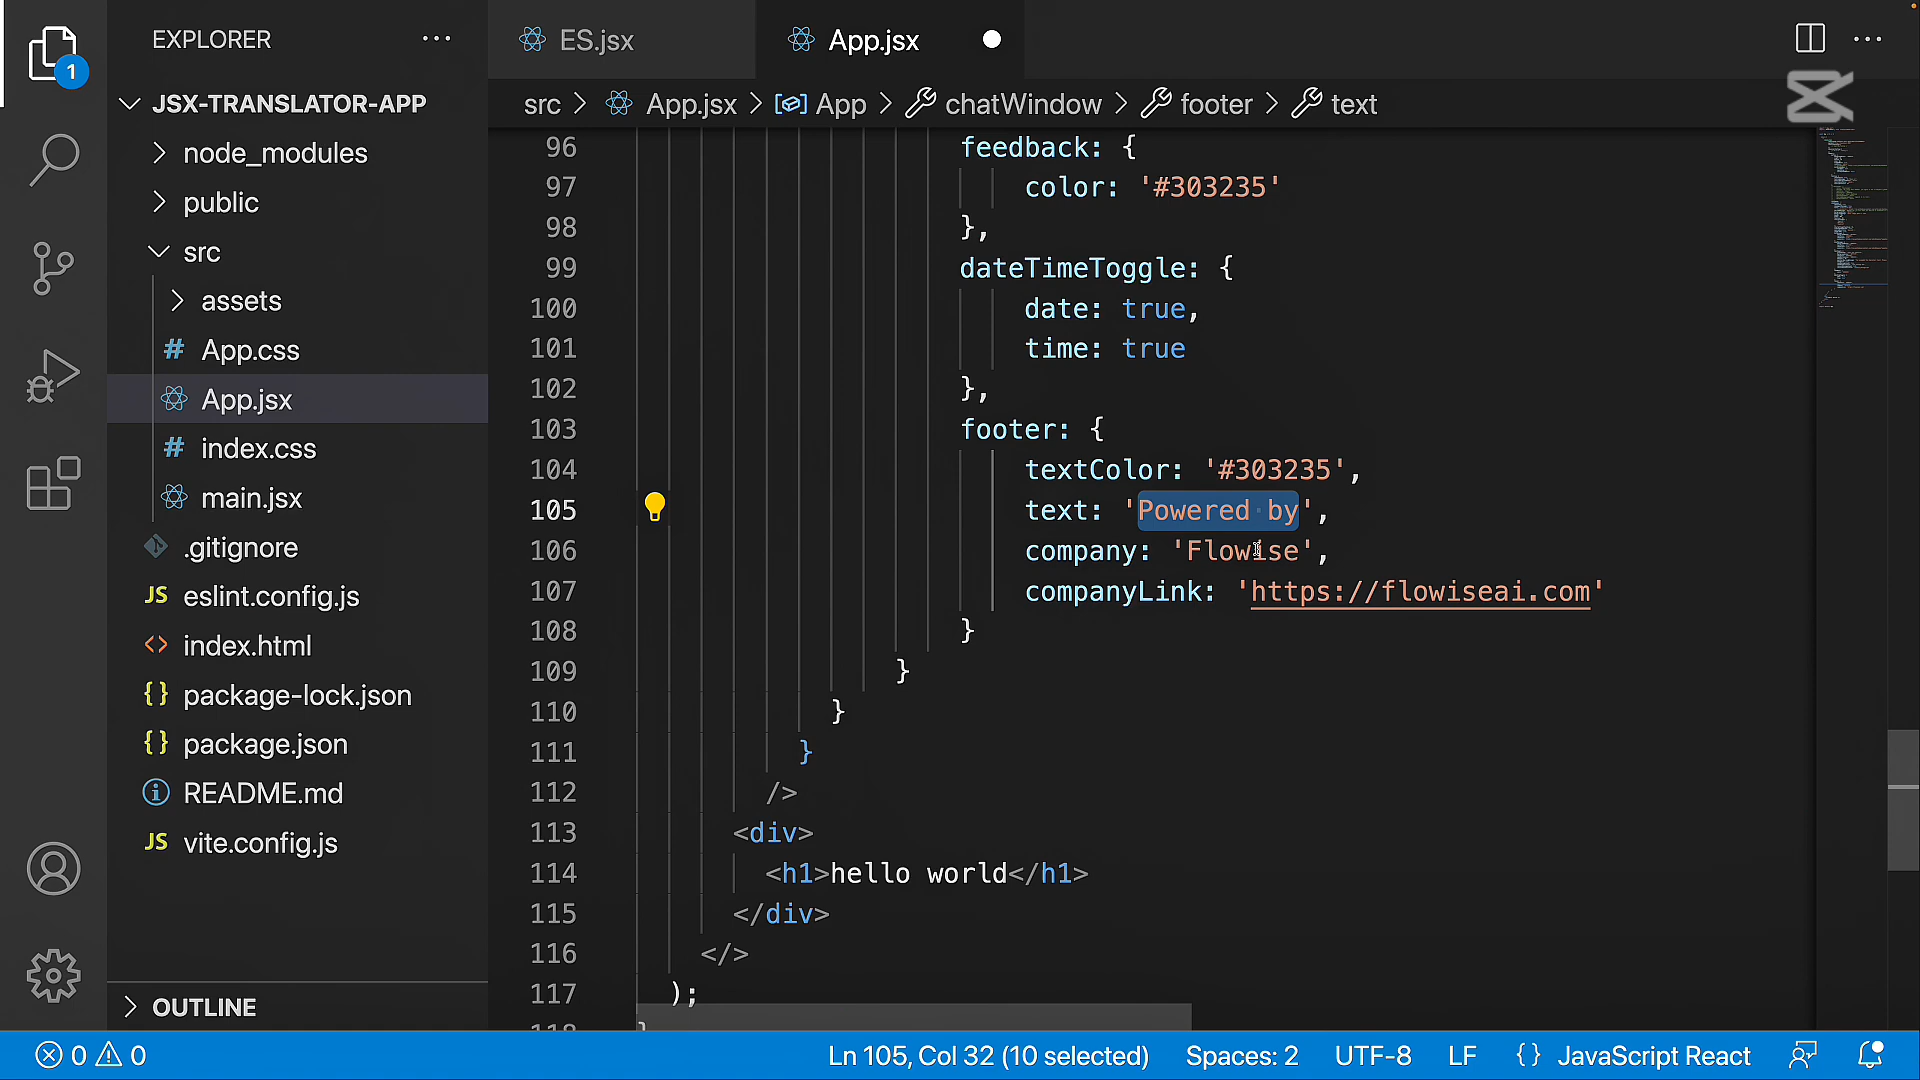 EXPLORER
ES.jsx
App.jsx
1
JSX-TRANSLATOR-APP
node_modules
public
src
assets
# App.css
App.jsx
# index.css
main.jsx
.gitignore
JS eslint.config.js
<> index.html
{} package-lock.json
{} package.json
README.md
JS vite.config.js
OUTLINE
src > App.jsx > App > chatWindow > footer > text
96 feedback: {
97 color: '#303235'
98 },
99 dateTimeToggle: {
100 date: true,
101 time: true
102 },
103 footer: {
104 textColor: '#303235',
105 text: 'Powered by',
106 company: 'Flowise',
107 companyLink: 'https://flowiseai.com'
108 }
109 }
110 }
111 }
112 />
113 <div>
114 <h1>hello world</h1>
115 </div>
116 </>
117 );
0 0 Ln 105, Col 32 (10 selected) Spaces: 2 UTF-8 LF {} JavaScript React